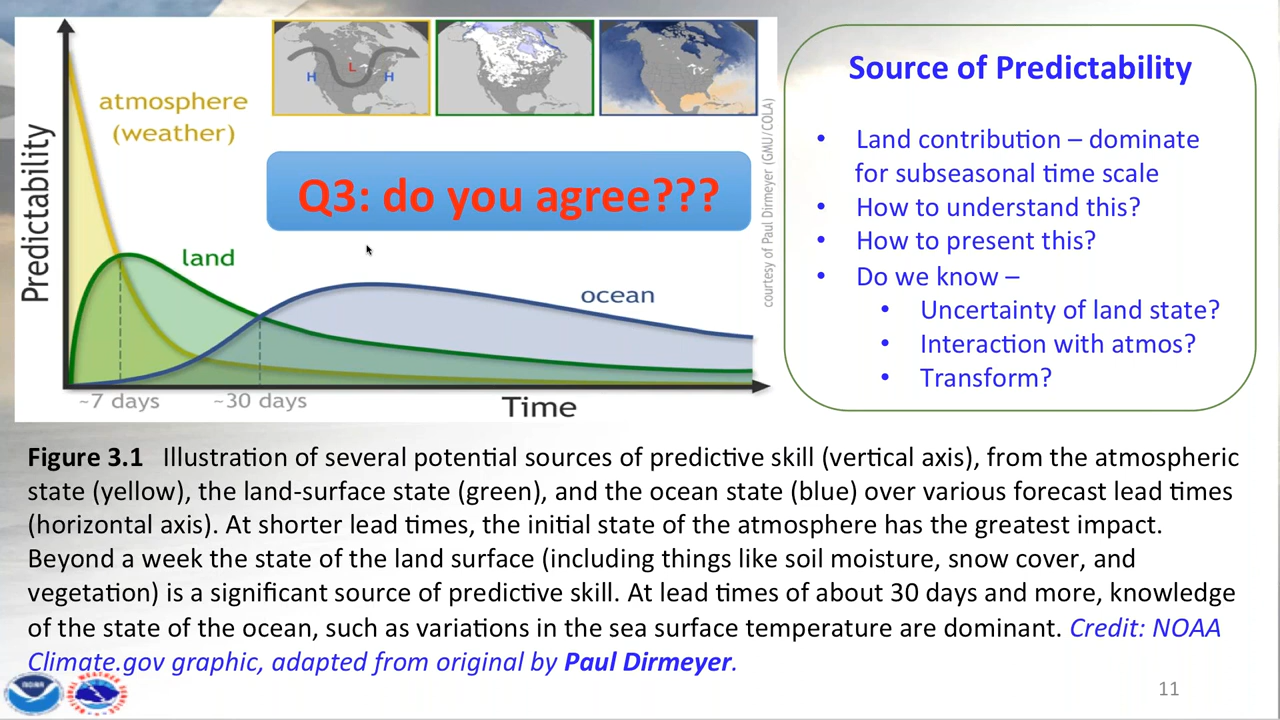 Predictability
atmosphere
(weather)
H
L
H
courtesy of Paul Dirmeyer (GMU/COLA)
Q3: do you agree???
land
ocean
~7 days
~30 days
Time
Source of Predictability
• Land contribution – dominate
for subseasonal time scale
• How to understand this?
• How to present this?
• Do we know –
• Uncertainty of land state?
• Interaction with atmos?
• Transform?
Figure 3.1 Illustration of several potential sources of predictive skill (vertical axis), from the atmospheric
state (yellow), the land-surface state (green), and the ocean state (blue) over various forecast lead times
(horizontal axis). At shorter lead times, the initial state of the atmosphere has the greatest impact.
Beyond a week the state of the land surface (including things like soil moisture, snow cover, and
vegetation) is a significant source of predictive skill. At lead times of about 30 days and more, knowledge
of the state of the ocean, such as variations in the sea surface temperature are dominant. Credit: NOAA
Climate.gov graphic, adapted from original by Paul Dirmeyer.
NOAA
11